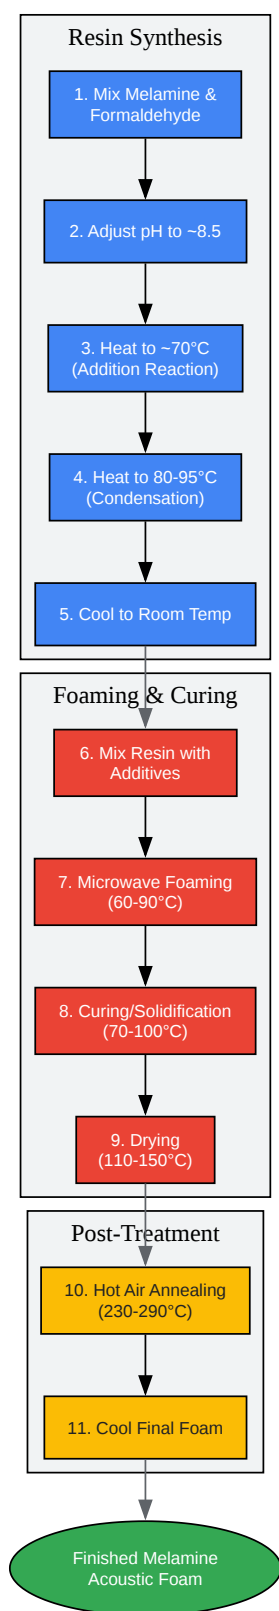 Resin Synthesis
1. Mix Melamine &
Formaldehyde
2. Adjust pH to ~8.5
3. Heat to ~70°C
(Addition Reaction)
4. Heat to 80-95°C
(Condensation)
5. Cool to Room Temp
Foaming & Curing
6. Mix Resin with
Additives
7. Microwave Foaming
(60-90°C)
8. Curing/Solidification
(70-100°C)
9. Drying
(110-150°C)
Post-Treatment
10. Hot Air Annealing
(230-290°C)
11. Cool Final Foam
Finished Melamine
Acoustic Foam